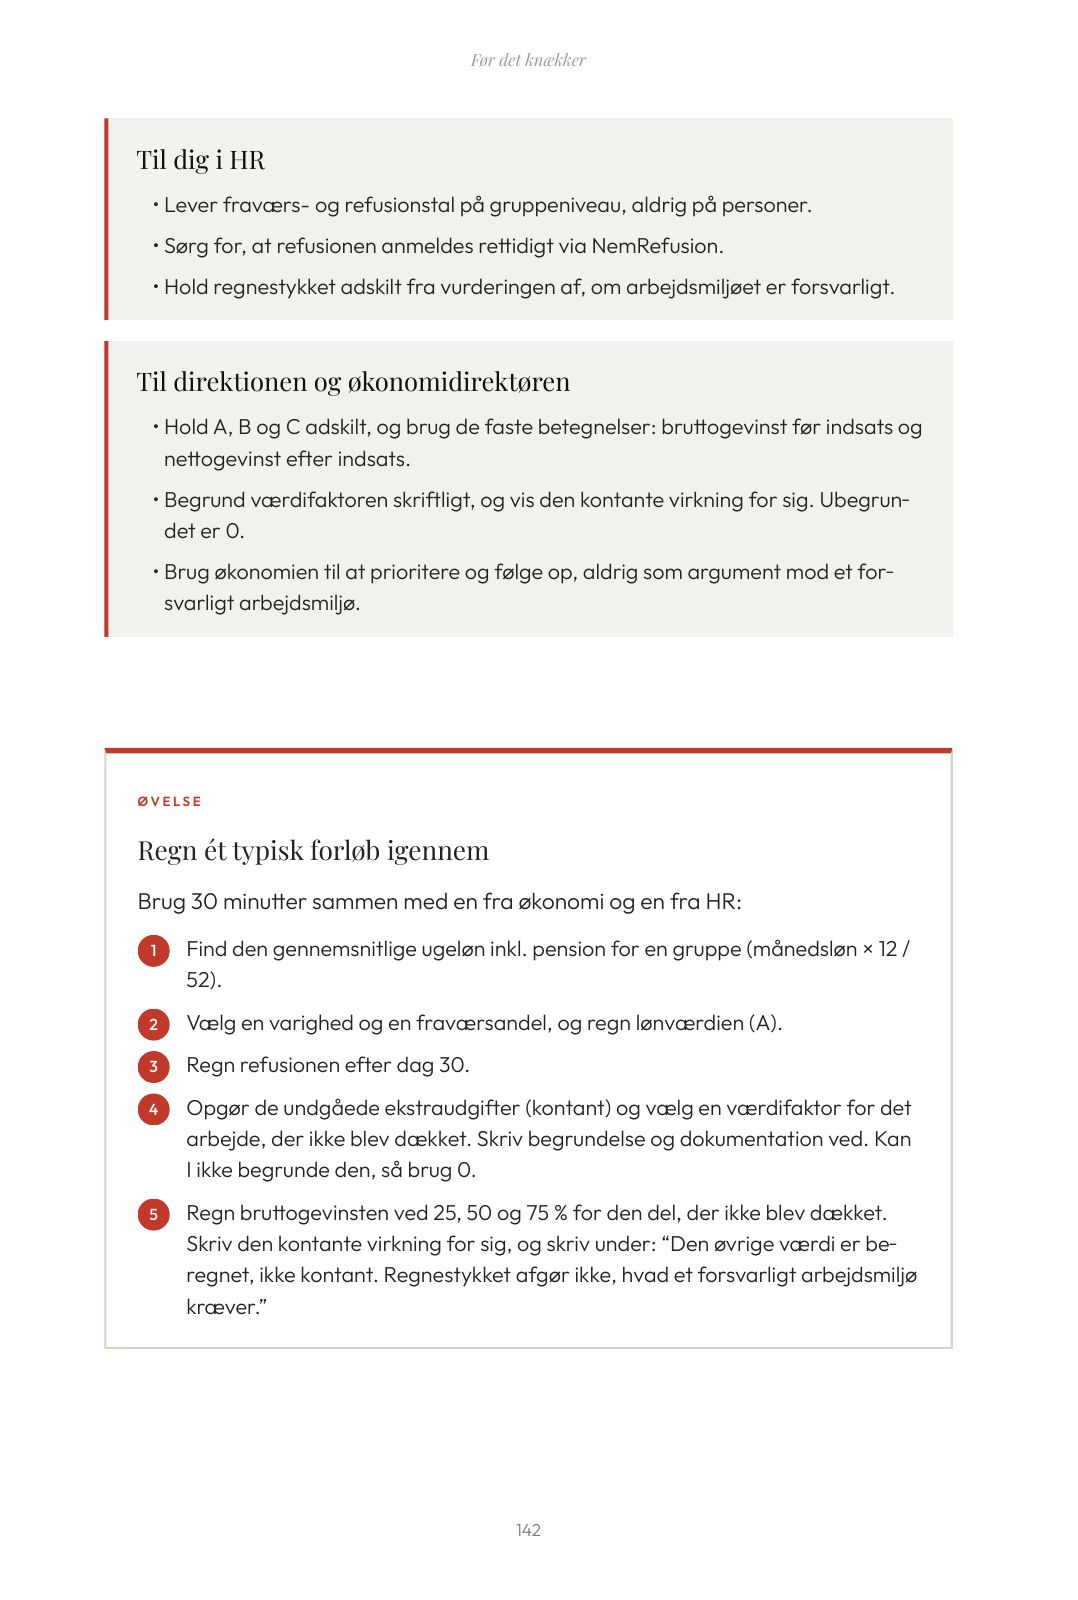 Før det knækker
Til dig i HR
• Lever fraværs- og refusionstal på gruppeniveau, aldrig på personer.
• Sørg for, at refusionen anmeldes rettidigt via NemRefusion.
• Hold regnestykket adskilt fra vurderingen af, om arbejdsmiljøet er forsvarligt.
Til direktionen og økonomidirektøren
• Hold A, B og C adskilt, og brug de faste betegnelser: bruttogevinst før indsats og
nettogevinst efter indsats.
• Begrund værdifaktoren skriftligt, og vis den kontante virkning for sig. Ubegrun-
det er 0.
• Brug økonomien til at prioritere og følge op, aldrig som argument mod et for-
svarligt arbejdsmiljø.
ØVELSE
Regn ét typisk forløb igennem
Brug 30 minutter sammen med en fra økonomi og en fra HR:
1 Find den gennemsnitlige ugeløn inkl. pension for en gruppe (månedsløn × 12 /
52).
2 Vælg en varighed og en fraværsandel, og regn lønværdien (A).
3 Regn refusionen efter dag 30.
4 Opgør de undgåede ekstraudgifter (kontant) og vælg en værdifaktor for det
arbejde, der ikke blev dækket. Skriv begrundelse og dokumentation ved. Kan
I ikke begrunde den, så brug 0.
5 Regn bruttogevinsten ved 25, 50 og 75 % for den del, der ikke blev dækket.
Skriv den kontante virkning for sig, og skriv under: “Den øvrige værdi er be-
regnet, ikke kontant. Regnestykket afgør ikke, hvad et forsvarligt arbejdsmiljø
kræver.”
142